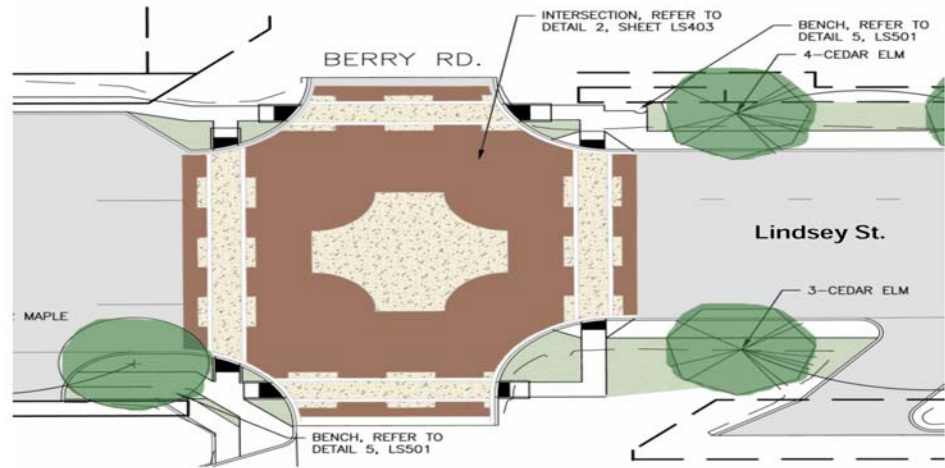 INTERSECTION, REFER TO
DETAIL 2, SHEET LS403
BENCH, REFER TO
DETAIL 5, LS501
4-CEDAR ELM
BERRY RD.
Lindsey St.
3-CEDAR ELM
MAPLE
BENCH, REFER TO
DETAIL 5, LS501